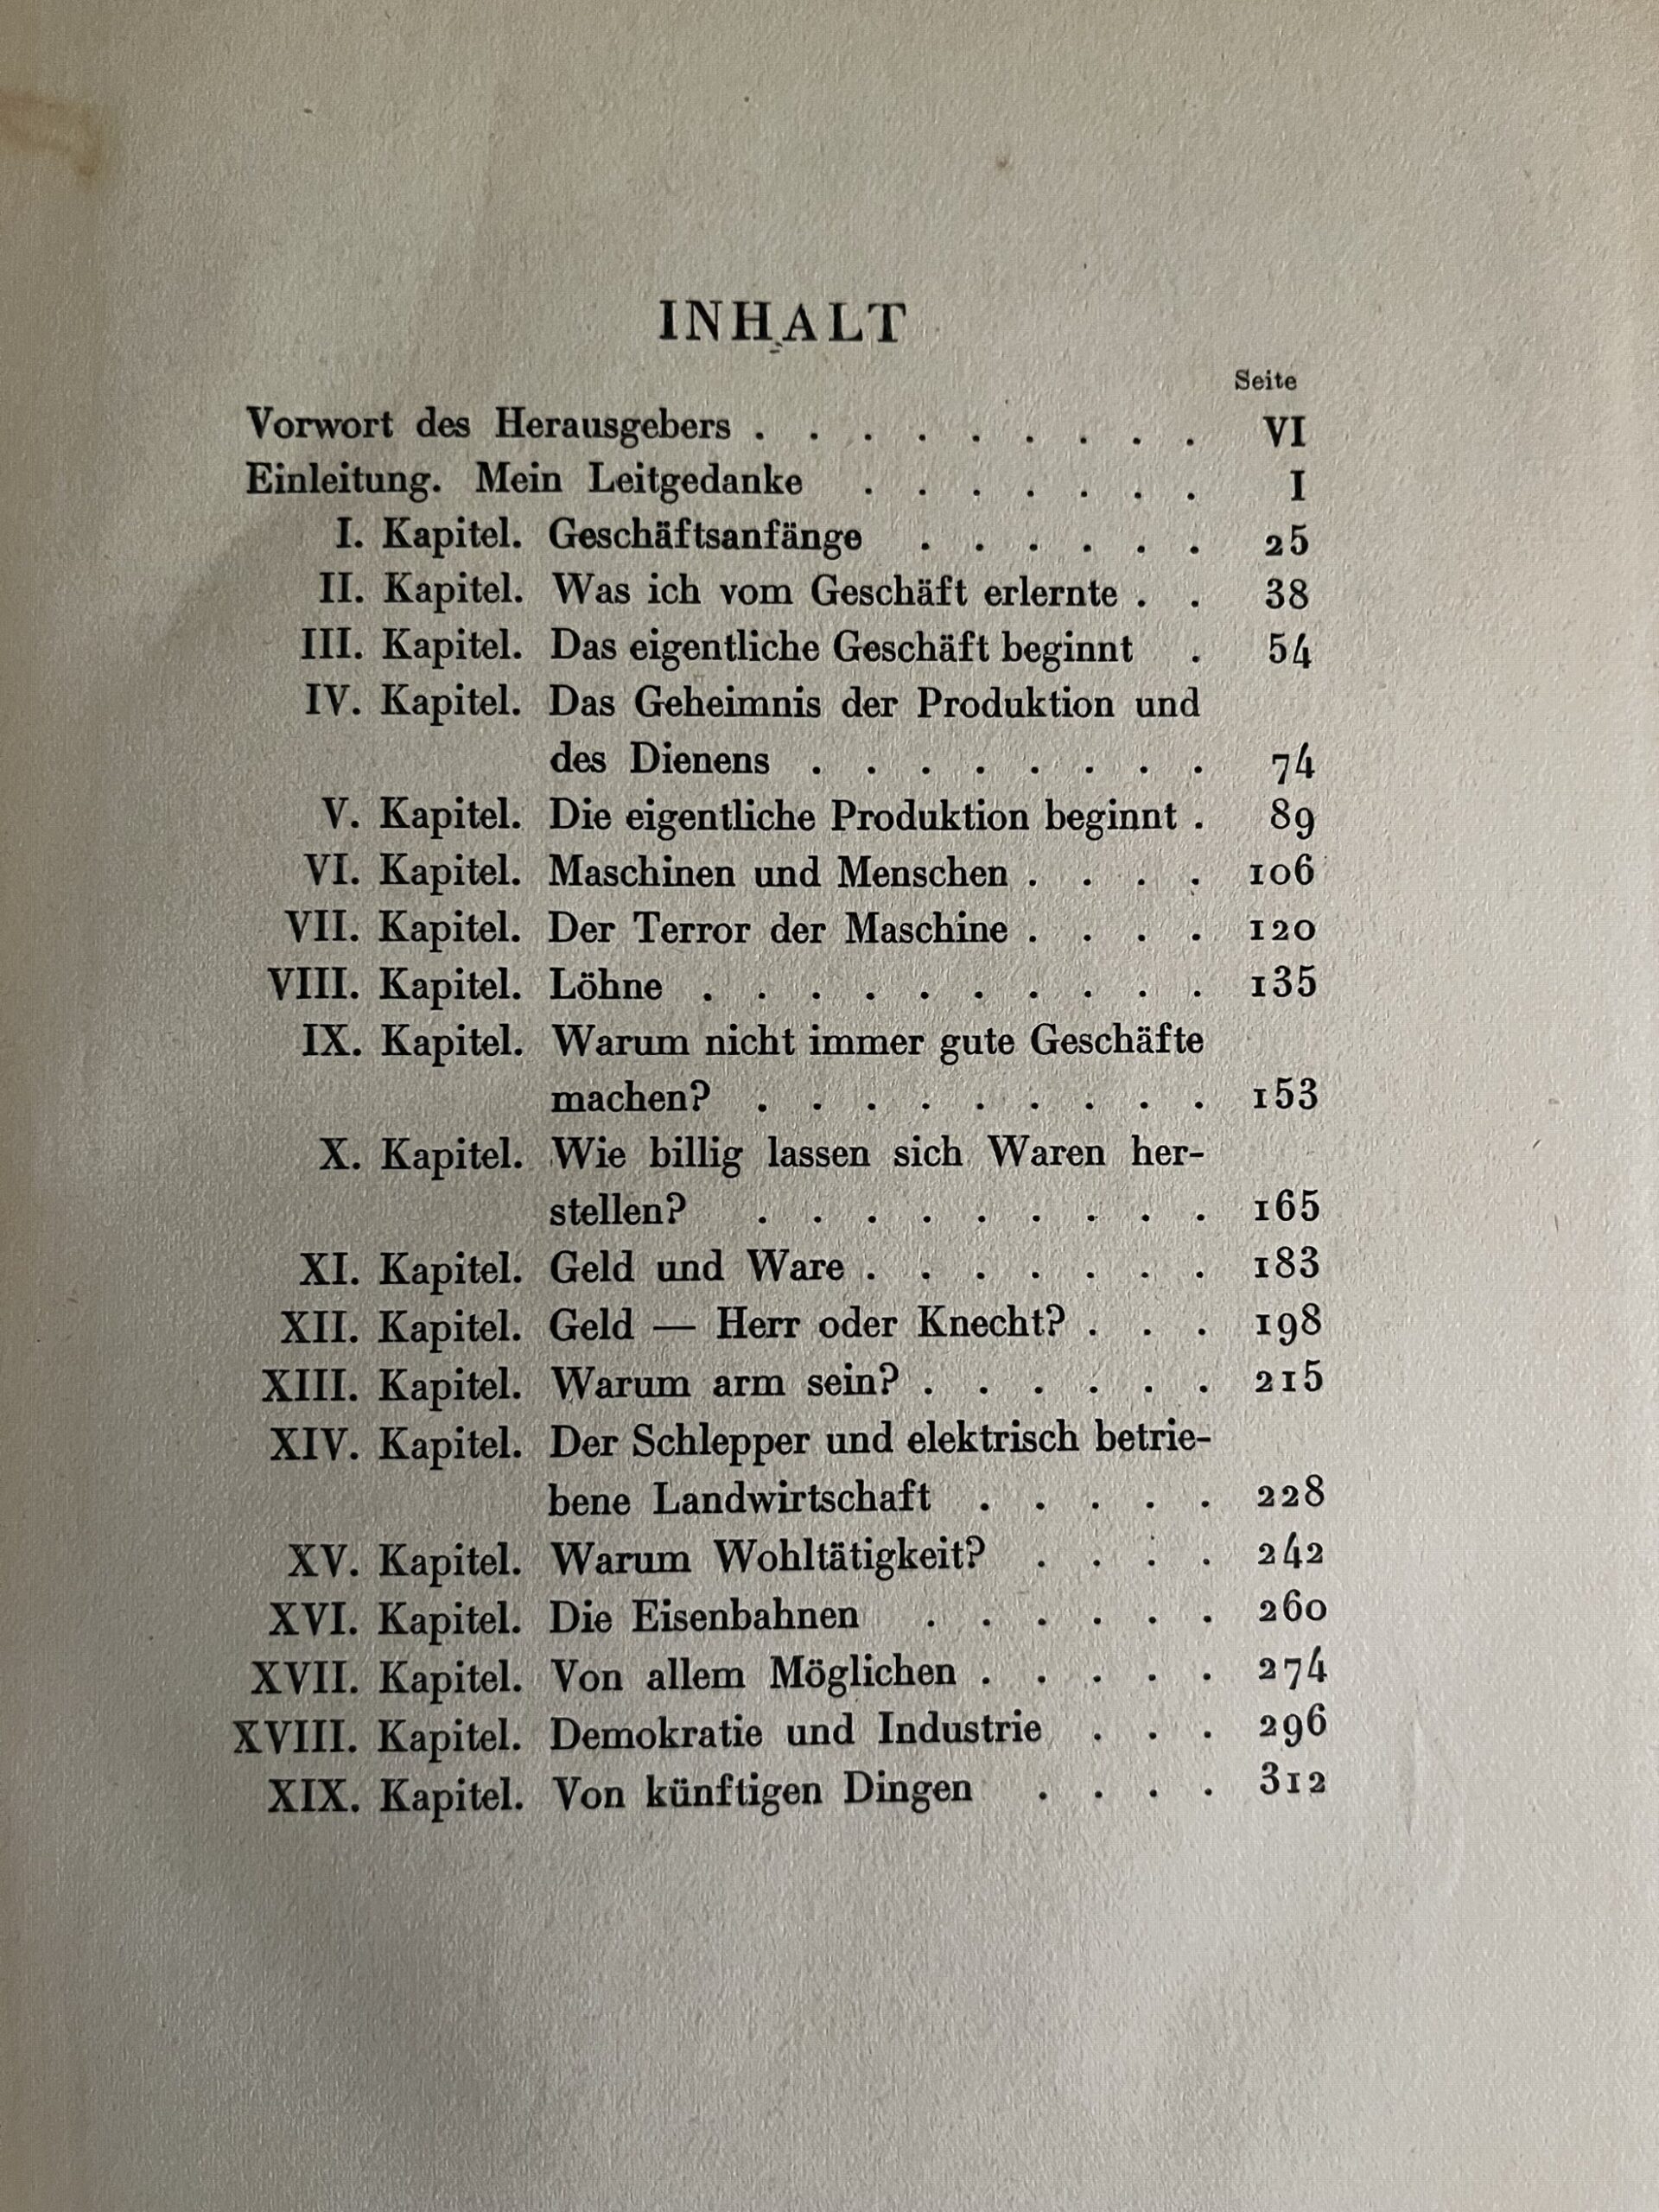 INHALT
Seite
Vorwort des Herausgebers . . . . . . . . . VI
Einleitung. Mein Leitgedanke . . . . . . . I
I. Kapitel. Geschäftsanfänge . . . . . . 25
II. Kapitel. Was ich vom Geschäft erlernte . . 38
III. Kapitel. Das eigentliche Geschäft beginnt . 54
IV. Kapitel. Das Geheimnis der Produktion und
des Dienens . . . . . . . . 74
V. Kapitel. Die eigentliche Produktion beginnt . 89
VI. Kapitel. Maschinen und Menschen . . . . 106
VII. Kapitel. Der Terror der Maschine . . . . 120
VIII. Kapitel. Löhne . . . . . . . . . . 135
IX. Kapitel. Warum nicht immer gute Geschäfte
machen? . . . . . . . . . 153
X. Kapitel. Wie billig lassen sich Waren her-
stellen? . . . . . . . . . 165
XI. Kapitel. Geld und Ware . . . . . . . 183
XII. Kapitel. Geld — Herr oder Knecht? . . . 198
XIII. Kapitel. Warum arm sein? . . . . . . 215
XIV. Kapitel. Der Schlepper und elektrisch betrie-
bene Landwirtschaft . . . . . 228
XV. Kapitel. Warum Wohltätigkeit? . . . . 242
XVI. Kapitel. Die Eisenbahnen . . . . . . 260
XVII. Kapitel. Von allem Möglichen . . . . . 274
XVIII. Kapitel. Demokratie und Industrie . . . 296
XIX. Kapitel. Von künftigen Dingen . . . . 312